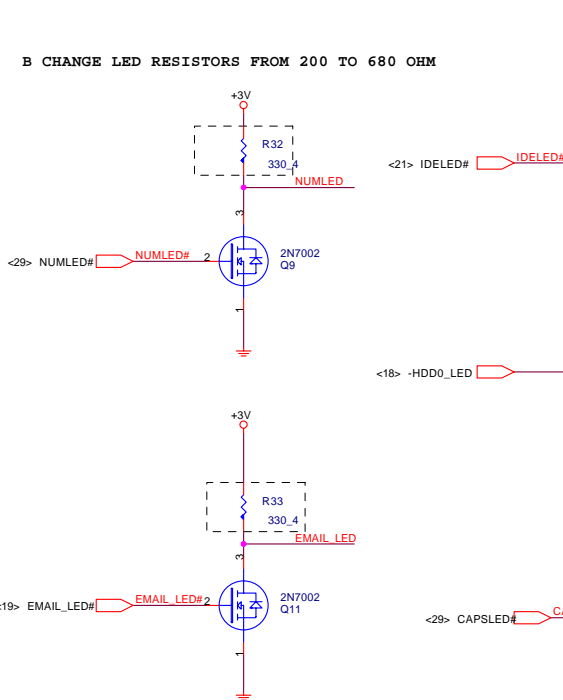 B CHANGE LED RESISTORS FROM 200 TO 680 OHM
+3V
R32
330_4
<21> IDELED#
IDELED#
NUMLED
3
<29> NUMLED#
NUMLED#
2
2N7002
Q9
1
<18> -HDD0_LED
+3V
R33
330_4
EMAIL_LED
3
<19> EMAIL_LED#
EMAIL_LED#
2
2N7002
Q11
<29> CAPSLED#
1